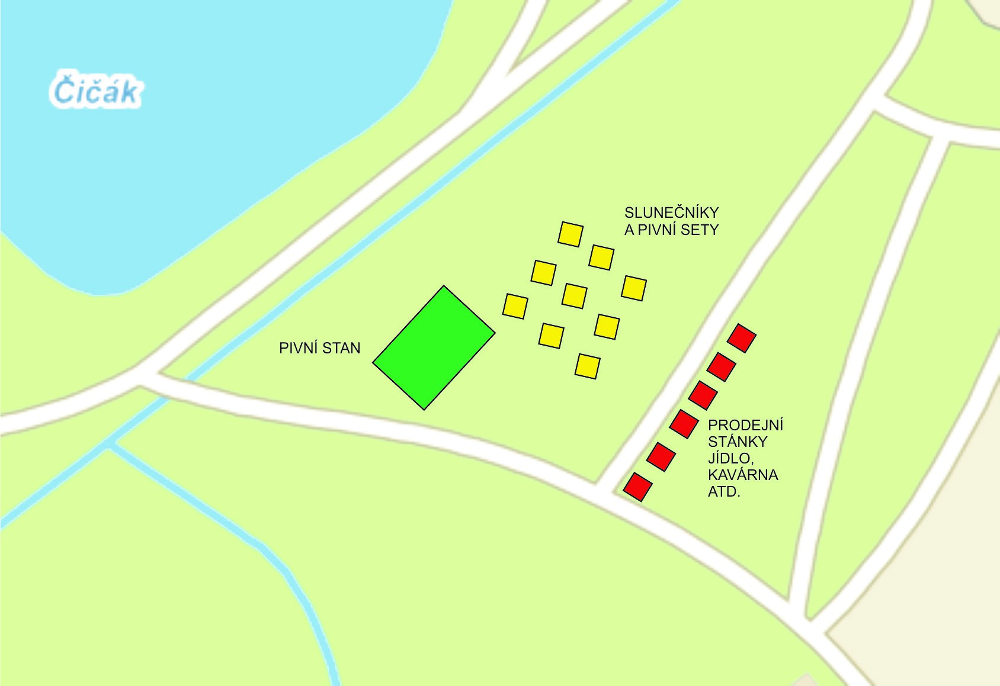 Čičák
SLUNEČNÍKY
A PIVNÍ SETY
PIVNÍ STAN
PRODEJNÍ
STÁNKY
JÍDLO,
KAVÁRNA
ATD.